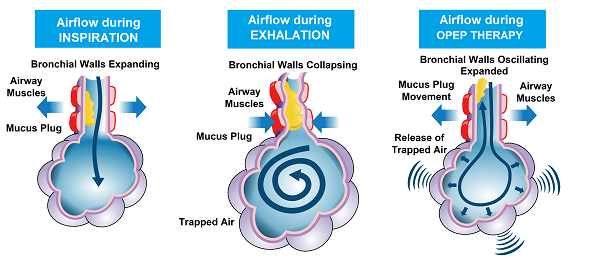 Airflow during
INSPIRATION
Bronchial Walls Expanding
Airway
Muscles
Mucus Plug
Airflow during
EXHALATION
Bronchial Walls Collapsing
Airway
Muscles
Mucus Plug
Trapped Air
Airflow during
OPEP THERAPY
Bronchial Walls Oscillating
Expanded
Mucus Plug
Movement
Airway
Muscles
Release of
Trapped Air